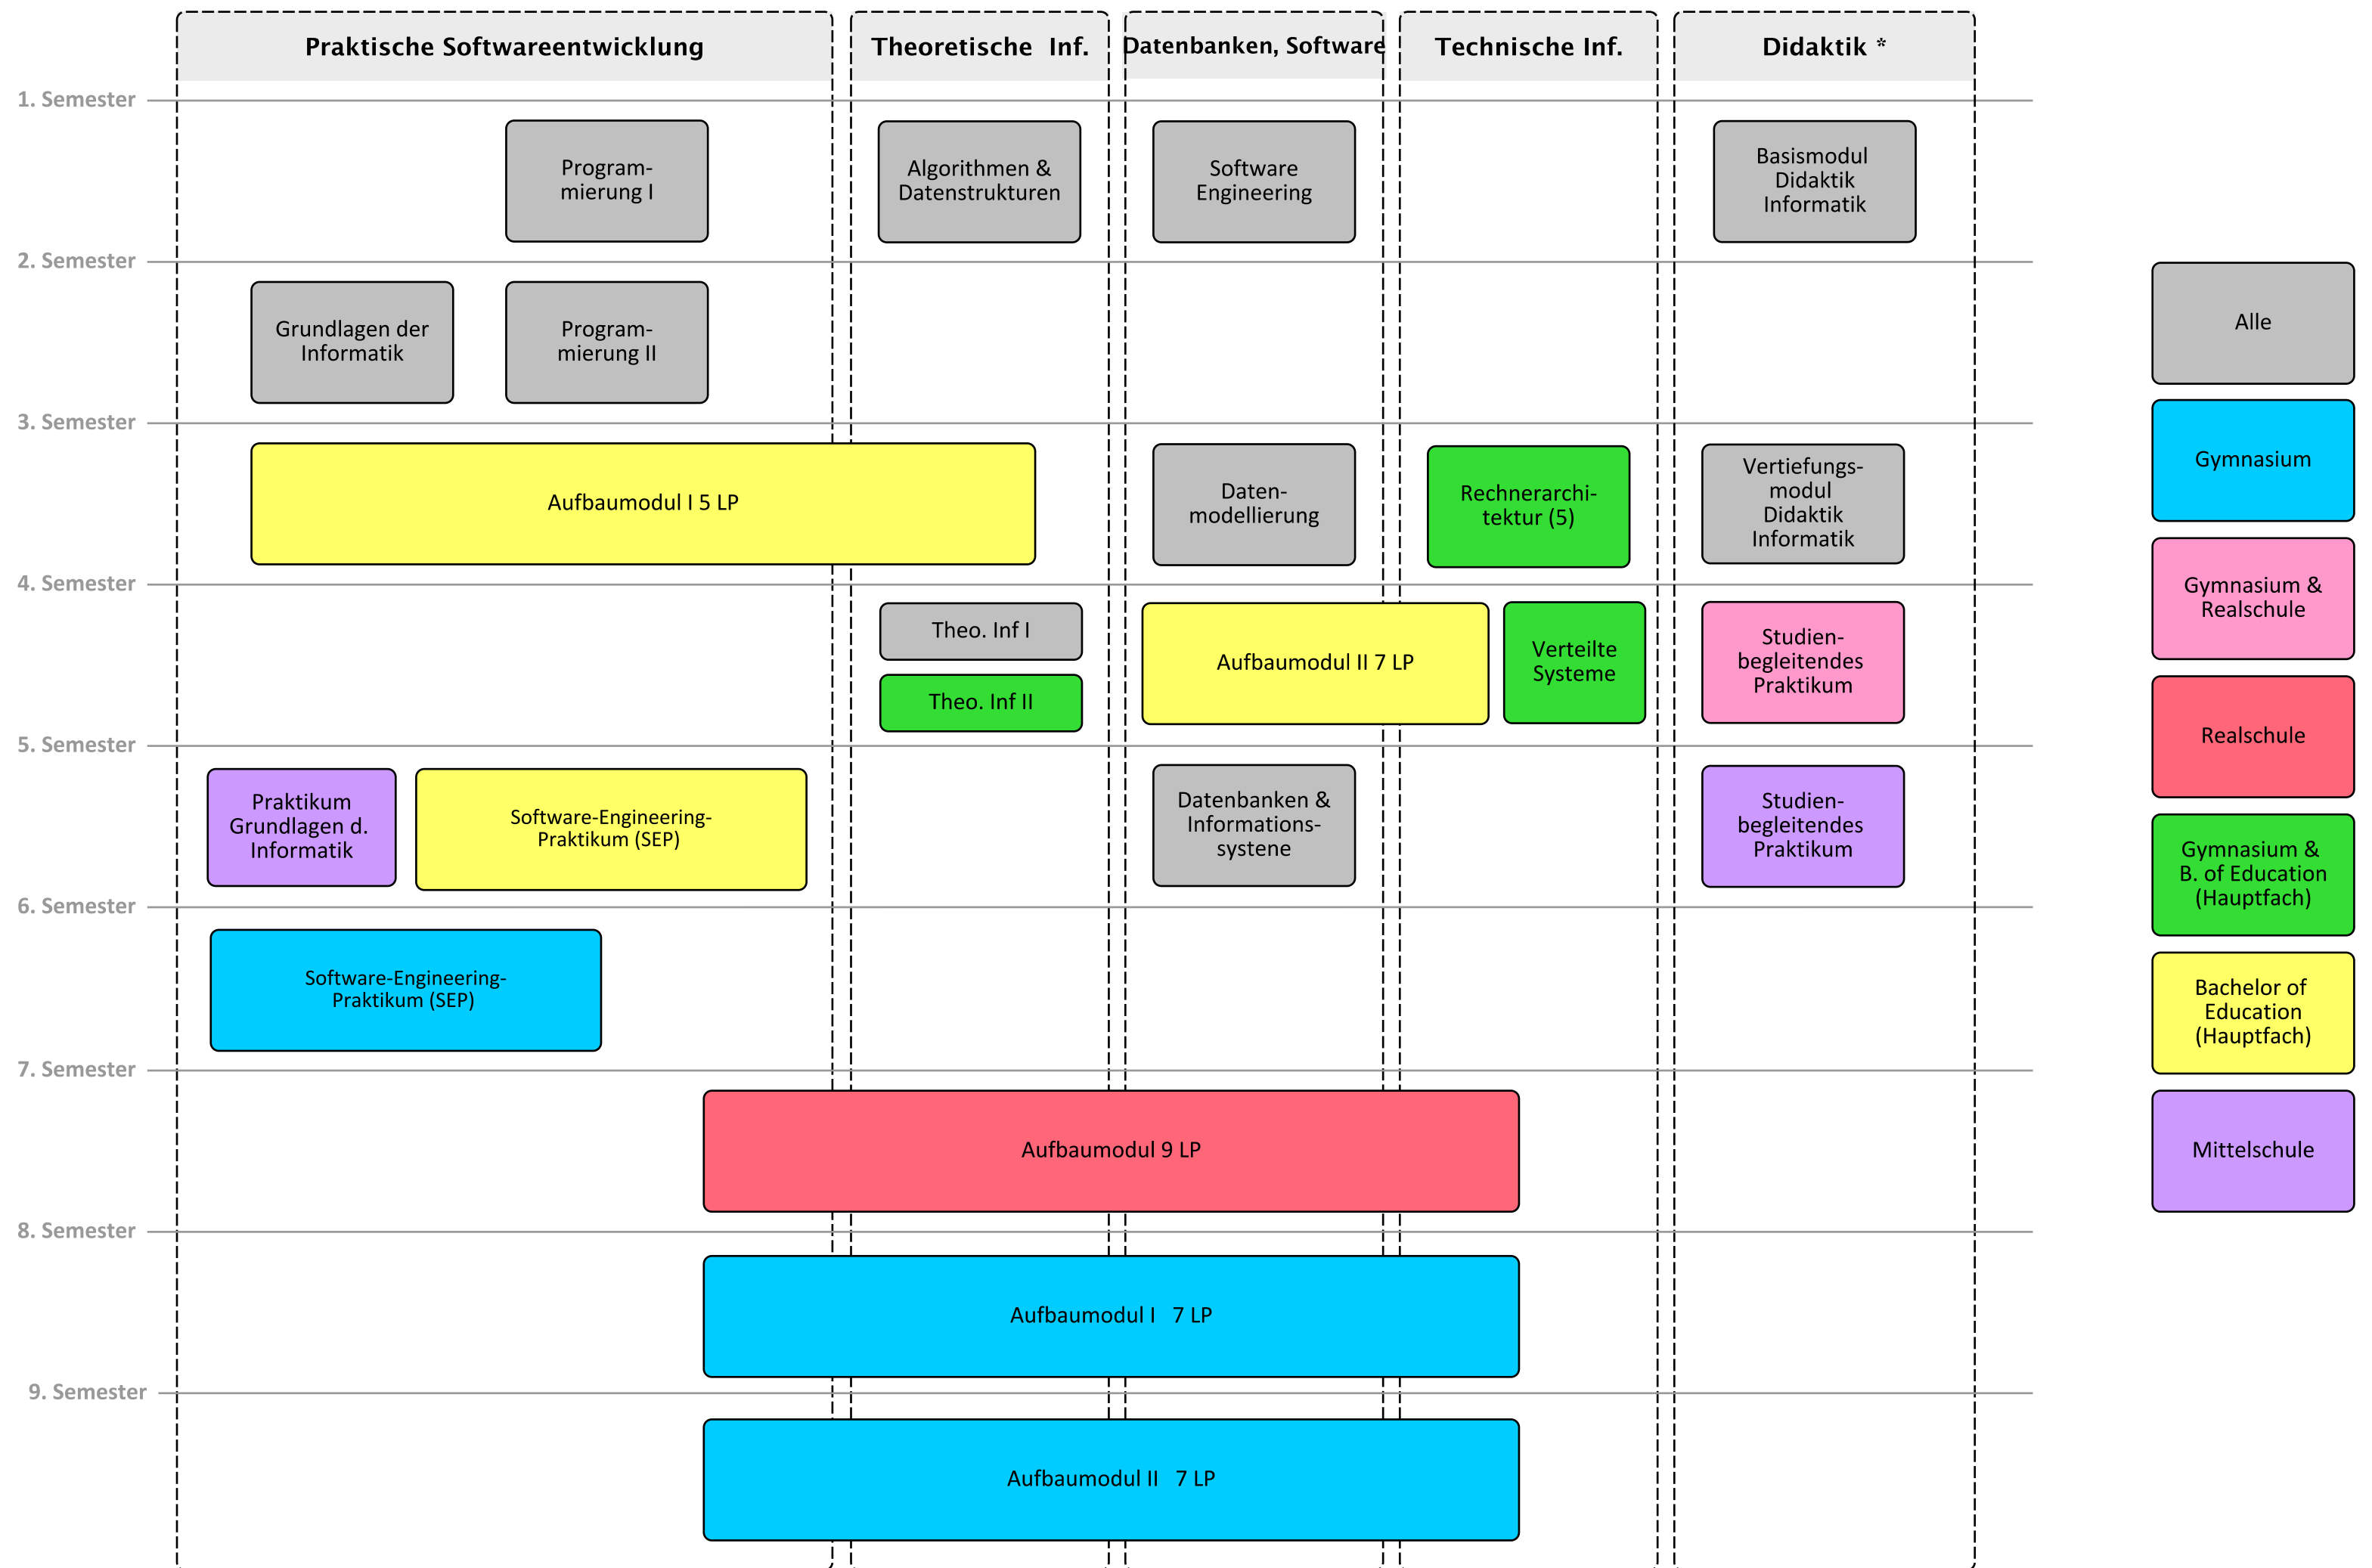 Praktische Softwareentwicklung
Theoretische Inf.
Datenbanken, Software
Technische Inf.
Didaktik *
1. Semester
Program-
mierung I
Algorithmen &
Datenstrukturen
Software
Engineering
Basismodul
Didaktik
Informatik
2. Semester
Grundlagen der
Informatik
Program-
mierung II
3. Semester
Aufbaumodul I 5 LP
Daten-
modellierung
Rechnerarchi-
tektur (5)
Vertiefungs-
modul
Didaktik
Informatik
4. Semester
Theo. Inf I
Theo. Inf II
Aufbaumodul II 7 LP
Verteilte
Systeme
Studien-
begleitendes
Praktikum
5. Semester
Praktikum
Grundlagen d.
Informatik
Software-Engineering-
Praktikum (SEP)
Datenbanken &
Informations-
systene
Studien-
begleitendes
Praktikum
6. Semester
Software-Engineering-
Praktikum (SEP)
7. Semester
Aufbaumodul 9 LP
8. Semester
Aufbaumodul I 7 LP
9. Semester
Aufbaumodul II 7 LP
Alle
Gymnasium
Gymnasium &
Realschule
Realschule
Gymnasium &
B. of Education
(Hauptfach)
Bachelor of
Education
(Hauptfach)
Mittelschule